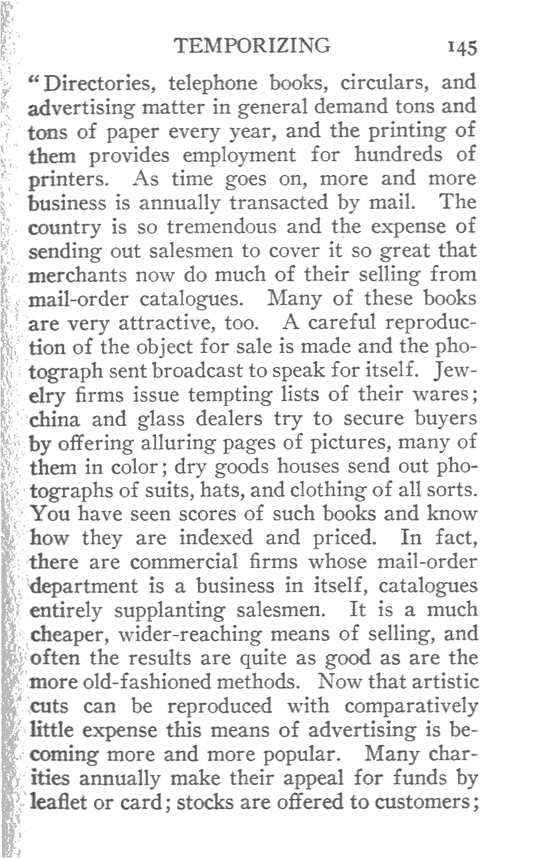 TEMPORIZING 145
“Directories, telephone books, circulars, and
advertising matter in general demand tons and
tons of paper every year, and the printing of
them provides employment for hundreds of
printers. As time goes on, more and more
business is annually transacted by mail. The
country is so tremendous and the expense of
sending out salesmen to cover it so great that
merchants now do much of their selling from
mail-order catalogues. Many of these books
are very attractive, too. A careful reproduc-
tion of the object for sale is made and the pho-
tograph sent broadcast to speak for itself. Jew-
elry firms issue tempting lists of their wares;
china and glass dealers try to secure buyers
by offering alluring pages of pictures, many of
them in color; dry goods houses send out pho-
tographs of suits, hats, and clothing of all sorts.
You have seen scores of such books and know
how they are indexed and priced. In fact,
there are commercial firms whose mail-order
department is a business in itself, catalogues
entirely supplanting salesmen. It is a much
cheaper, wider-reaching means of selling, and
often the results are quite as good as are the
more old-fashioned methods. Now that artistic
cuts can be reproduced with comparatively
little expense this means of advertising is be-
coming more and more popular. Many char-
ities annually make their appeal for funds by
leaflet or card; stocks are offered to customers;